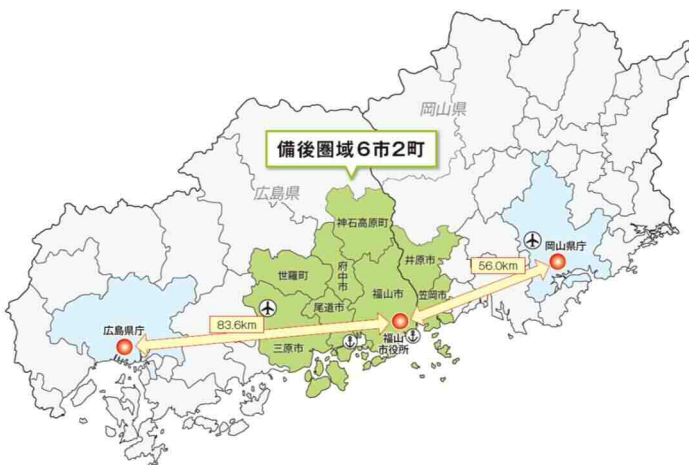 岡山県
備後圏域6市2町
広島県
神石高原町
岡山県庁
井原市
56.0km
世羅町
府中市
福山市
笠岡市
尾道市
83.6km
広島県庁
三原市
福山
市役所